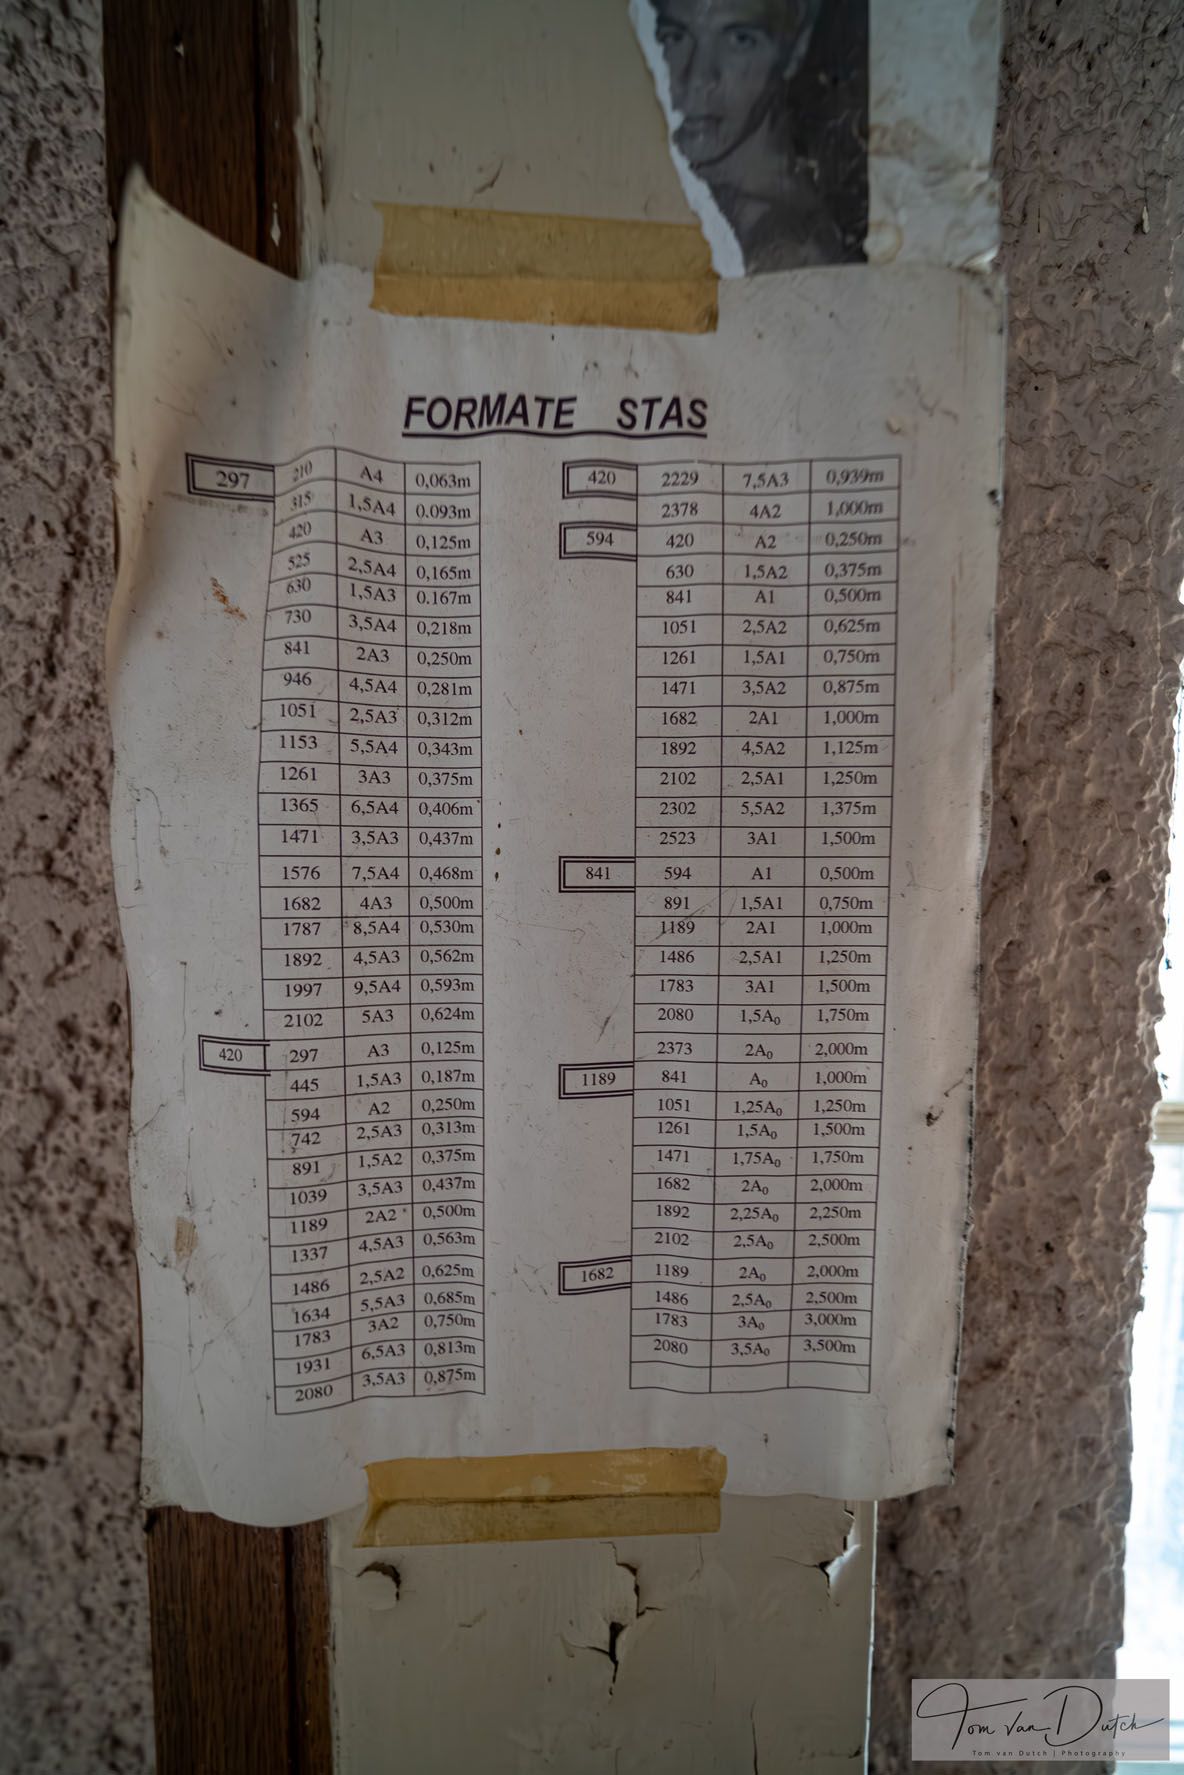 FORMATE STAS
297 210 A4 0,063m
315 1,5A4 0.093m
420 A3 0,125m
525 2,5A4 0,165m
630 1,5A3 0.167m
730 3,5A4 0,218m
841 2A3 0,250m
946 4,5A4 0,281m
1051 2,5A3 0,312m
1153 5,5A4 0,343m
1261 3A3 0,375m
1365 6,5A4 0,406m
1471 3,5A3 0,437m
1576 7,5A4 0,468m
1682 4A3 0,500m
1787 8,5A4 0,530m
1892 4,5A3 0,562m
1997 9,5A4 0,593m
2102 5A3 0,624m
420 297 A3 0,125m
445 1,5A3 0,187m
594 A2 0,250m
742 2,5A3 0,313m
891 1,5A2 0,375m
1039 3,5A3 0,437m
1189 2A2 0,500m
1337 4,5A3 0,563m
1486 2,5A2 0,625m
1634 5,5A3 0,685m
1783 3A2 0,750m
1931 6,5A3 0,813m
2080 3,5A3 0,875m
420 2229 7,5A3 0,939m
2378 4A2 1,000m
594 420 A2 0,250m
630 1,5A2 0,375m
841 A1 0,500m
1051 2,5A2 0,625m
1261 1,5A1 0,750m
1471 3,5A2 0,875m
1682 2A1 1,000m
1892 4,5A2 1,125m
2102 2,5A1 1,250m
2302 5,5A2 1,375m
2523 3A1 1,500m
841 594 A1 0,500m
891 1,5A1 0,750m
1189 2A1 1,000m
1486 2,5A1 1,250m
1783 3A1 1,500m
2080 1,5A₀ 1,750m
2373 2A₀ 2,000m
1189 841 A₀ 1,000m
1051 1,25A₀ 1,250m
1261 1,5A₀ 1,500m
1471 1,75A₀ 1,750m
1682 2A₀ 2,000m
1892 2,25A₀ 2,250m
2102 2,5A₀ 2,500m
1682 1189 2A₀ 2,000m
1486 2,5A₀ 2,500m
1783 3A₀ 3,000m
2080 3,5A₀ 3,500m
Tom van Dutch
Tom van Dutch | Photography